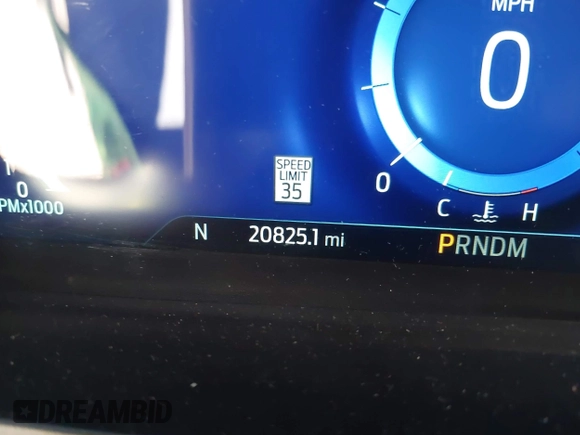 MPH
0
SPEED
LIMIT
35
0
0
PMx1000
C H
N 20825.1 mi PRNDM
DREAMBID